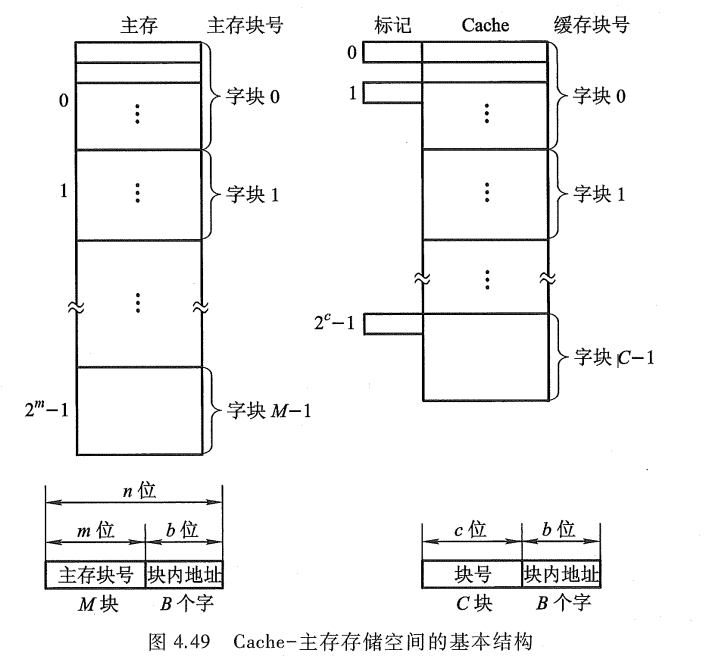 主存 主存块号 标记 Cache 缓存块号
0
字块 0
1
0
字块 0
⋮
⋮
1
字块 1
字块 1
⋮
⋮
⋮
⋮
2^c−1
字块 C−1
2^m−1
字块 M−1
n 位
m 位 b 位 c 位 b 位
主存块号 块内地址 块号 块内地址
M 块 B 个字 C 块 B 个字
图 4.49 Cache-主存存储空间的基本结构